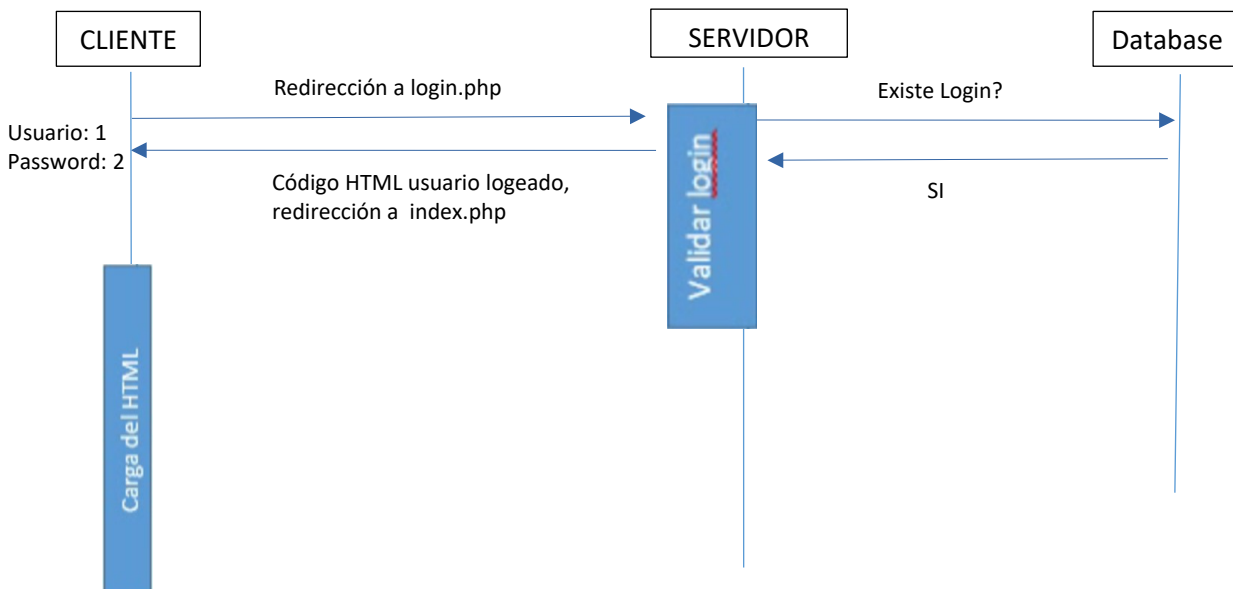 CLIENTE
SERVIDOR
Database
Redirección a login.php
Existe Login?
Usuario: 1
Password: 2
Código HTML usuario logeado,
redirección a index.php
SI
Validar login
Carga del HTML